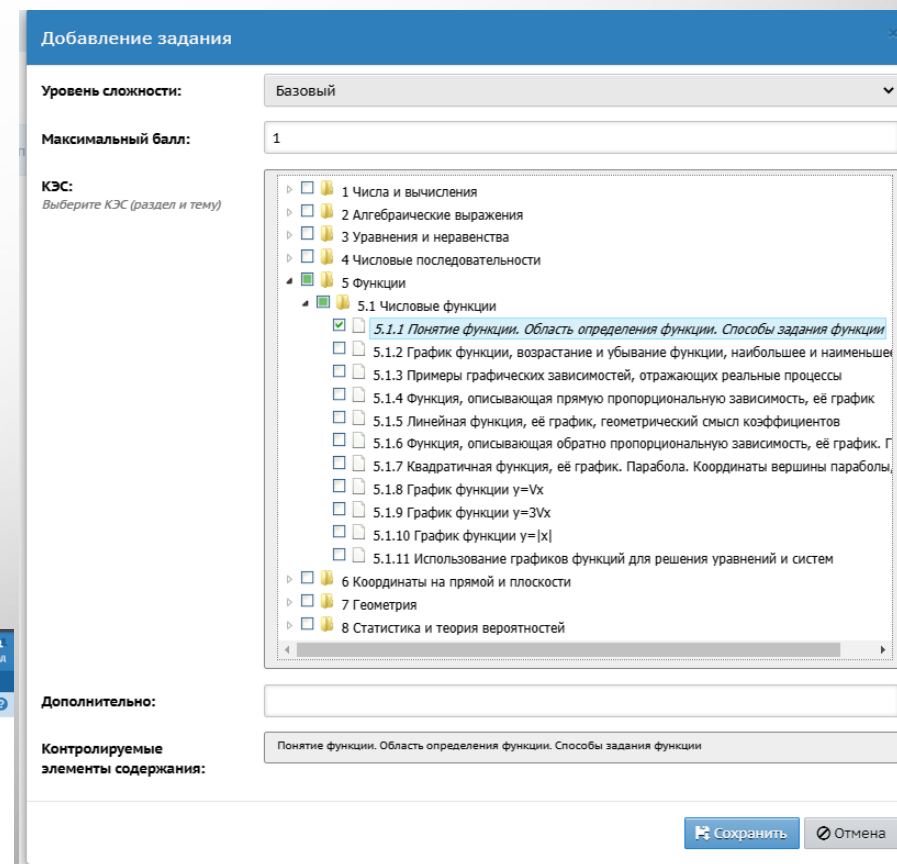 Добавление задания
Уровень сложности:
Базовый
Максимальный балл:
1
КЭС:
Выберите КЭС (раздел и тему)
1 Числа и вычисления
2 Алгебраические выражения
3 Уравнения и неравенства
4 Числовые последовательности
5 Функции
5.1 Числовые функции
5.1.1 Понятие функции. Область определения функции. Способы задания функции
5.1.2 График функции, возрастание и убывание функции, наибольшее и наименьшее
5.1.3 Примеры графических зависимостей, отражающих реальные процессы
5.1.4 Функция, описывающая прямую пропорциональную зависимость, её график
5.1.5 Линейная функция, её график, геометрический смысл коэффициентов
5.1.6 Функция, описывающая обратно пропорциональную зависимость, её график. Г
5.1.7 Квадратичная функция, её график. Парабола. Координаты вершины параболы,
5.1.8 График функции y=Vx
5.1.9 График функции y=3Vx
5.1.10 График функции y=|x|
5.1.11 Использование графиков функций для решения уравнений и систем
6 Координаты на прямой и плоскости
7 Геометрия
8 Статистика и теория вероятностей
Дополнительно:
Контролируемые
элементы содержания:
Понятие функции. Область определения функции. Способы задания функции
Сохранить
Отмена